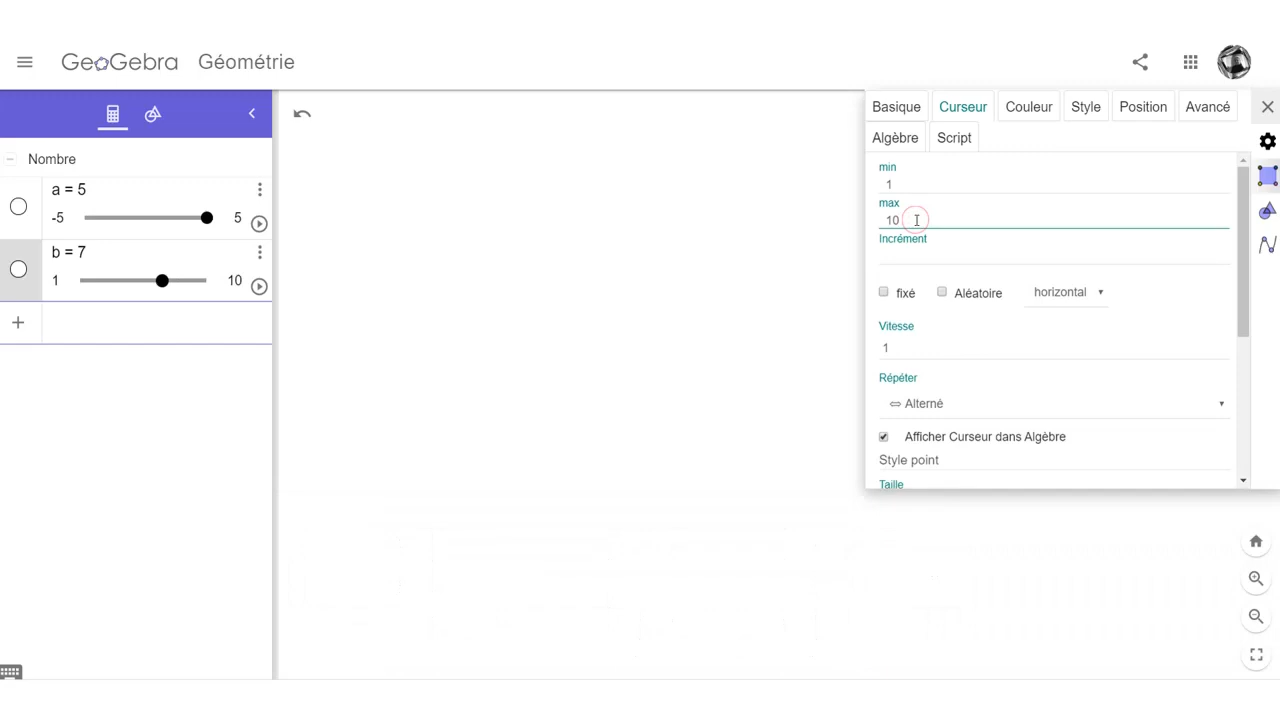 GeoGebra Géométrie
Basique Curseur Couleur Style Position Avancé
Algèbre Script
Nombre
a = 5
-5 5
b = 7
1 10
min
1
max
10
Incrément
fixé Aléatoire horizontal
Vitesse
1
Répéter
⇔ Alterné
Afficher Curseur dans Algèbre
Style point
Taille